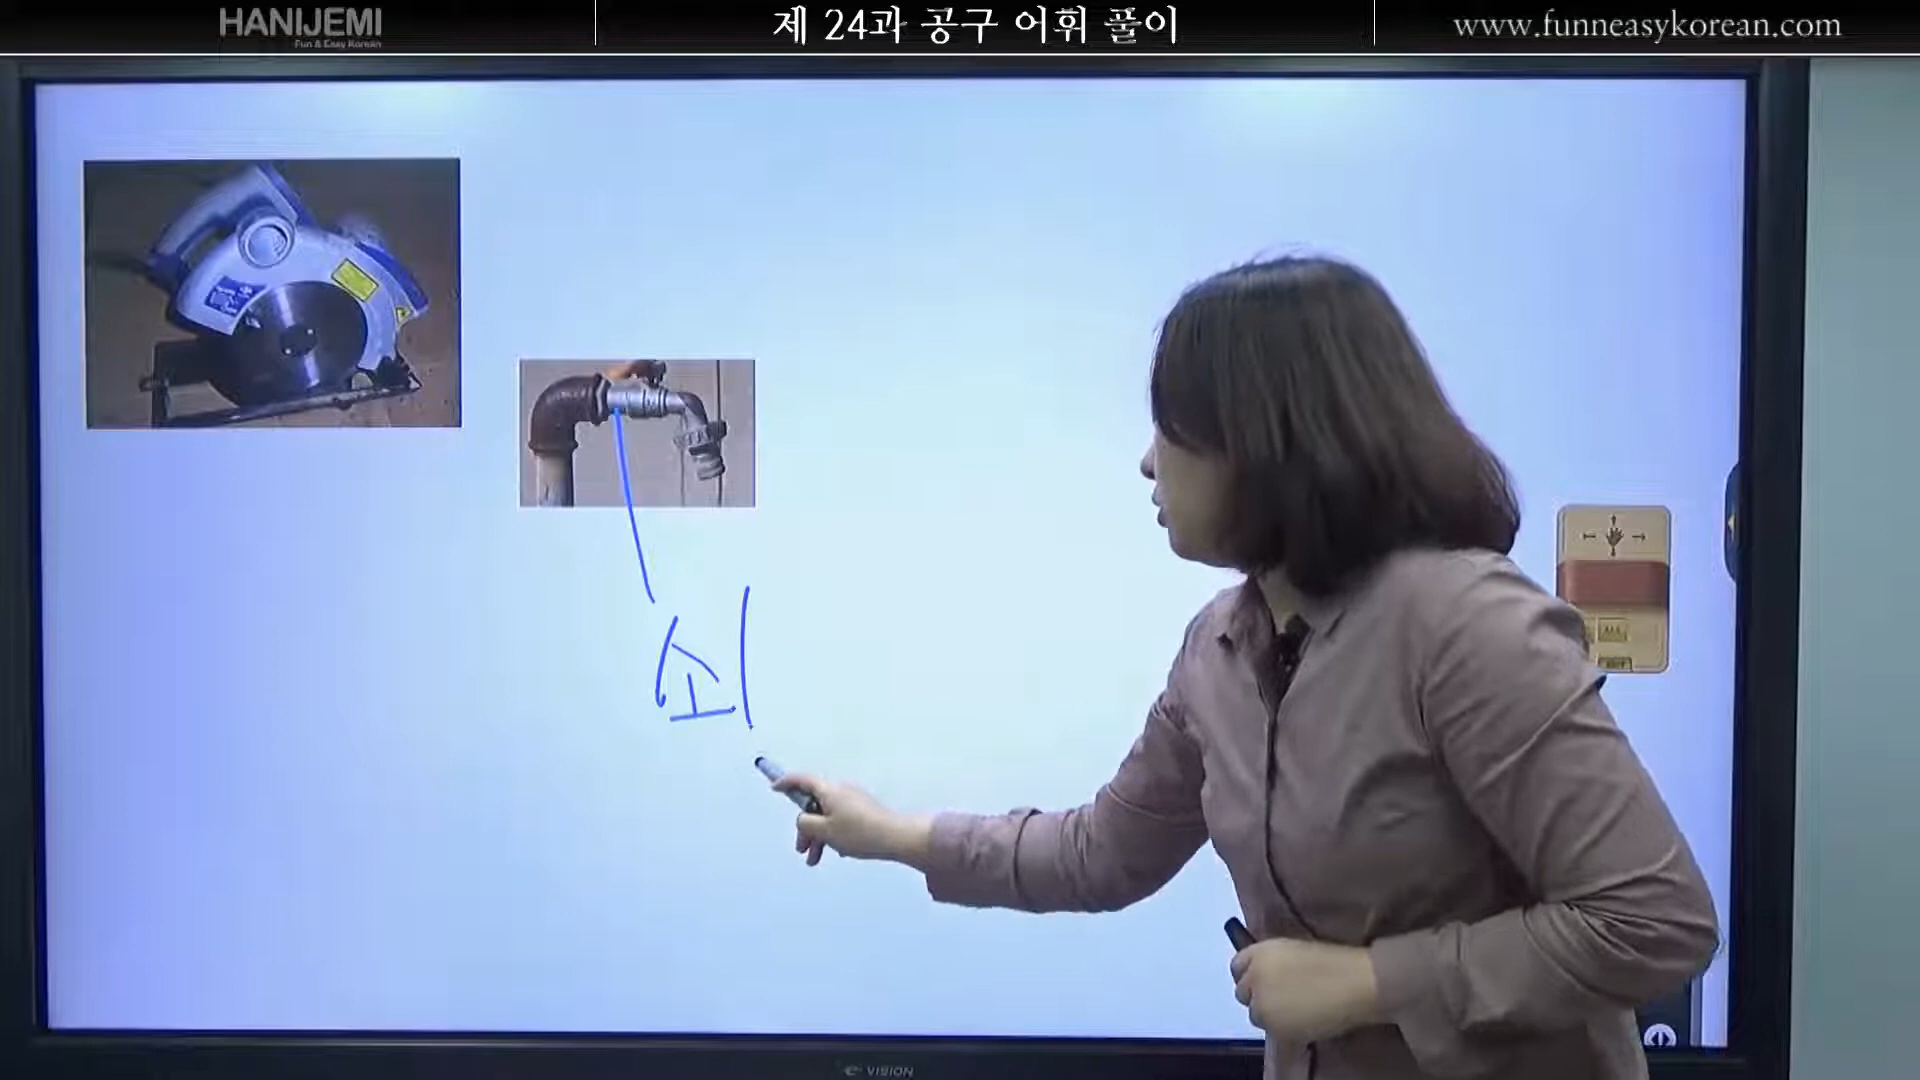 HANIJEMI
Fun & Easy Korean
제 24과 공구 어휘 풀이
www.funneasykorean.com
쇠
e-VISION